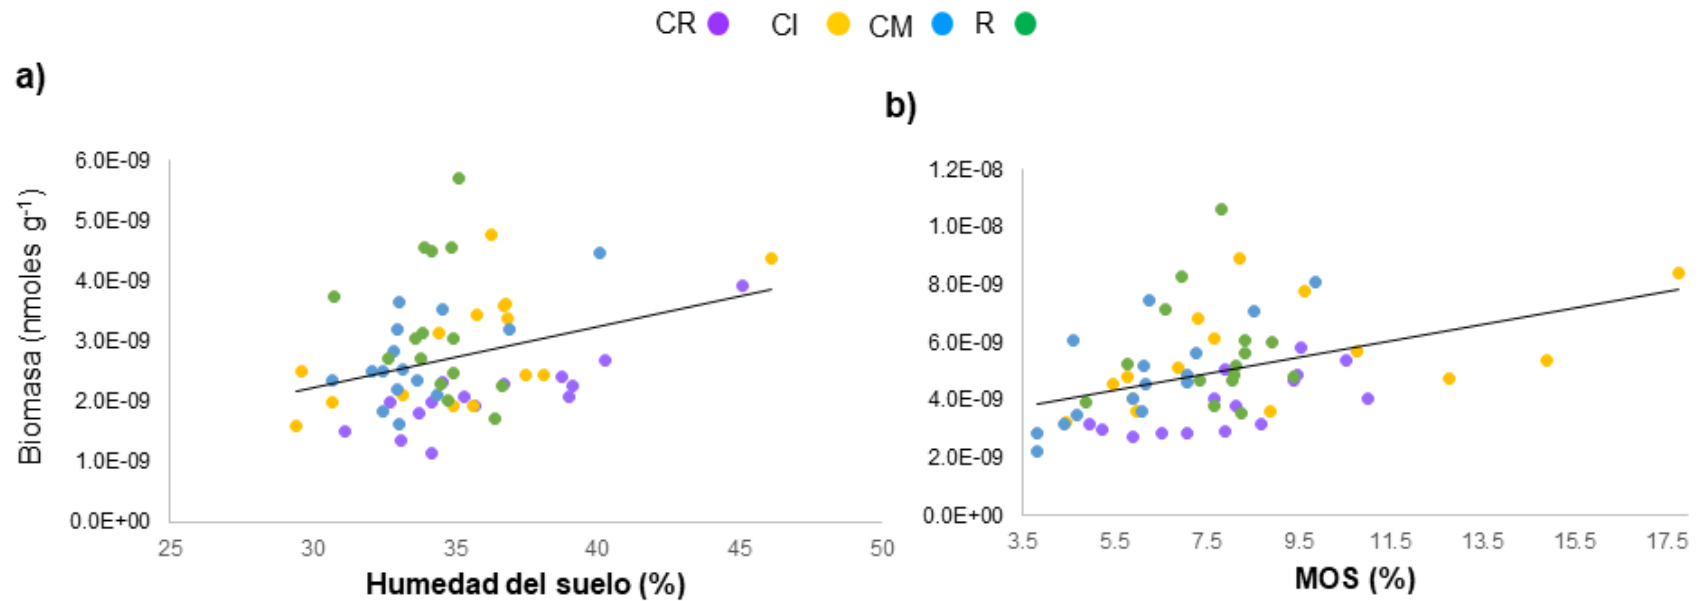 CR CI CM R
a)
Biomasa (nmoles g-1)
6.0E-09
5.0E-09
4.0E-09
3.0E-09
2.0E-09
1.0E-09
0.0E+00
25 30 35 40 45 50
Humedad del suelo (%)
b)
1.2E-08
1.0E-08
8.0E-09
6.0E-09
4.0E-09
2.0E-09
0.0E+00
3.5 5.5 7.5 9.5 11.5 13.5 15.5 17.5
MOS (%)